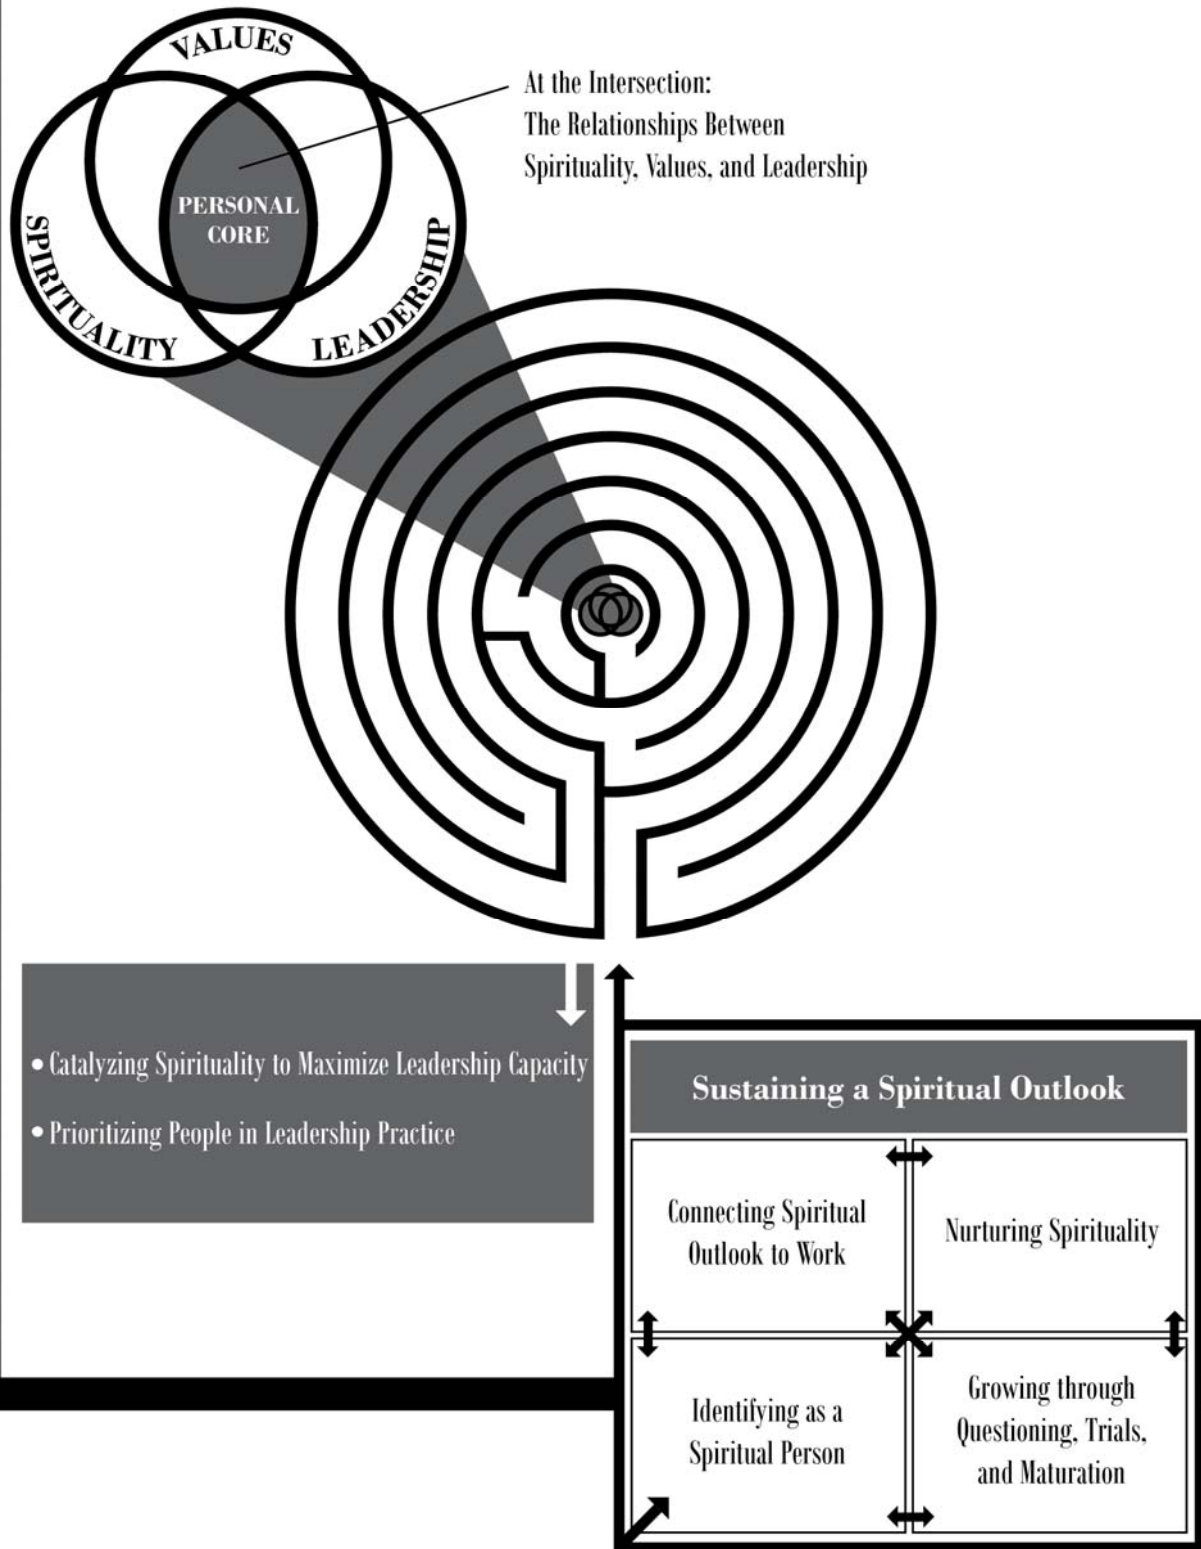 VALUES
At the Intersection:
The Relationships Between
Spirituality, Values, and Leadership
PERSONAL
CORE
SPIRITUALITY
LEADERSHIP
• Catalyzing Spirituality to Maximize Leadership Capacity
• Prioritizing People in Leadership Practice
Sustaining a Spiritual Outlook
Connecting Spiritual
Outlook to Work
Nurturing Spirituality
Identifying as a
Spiritual Person
Growing through
Questioning, Trials,
and Maturation